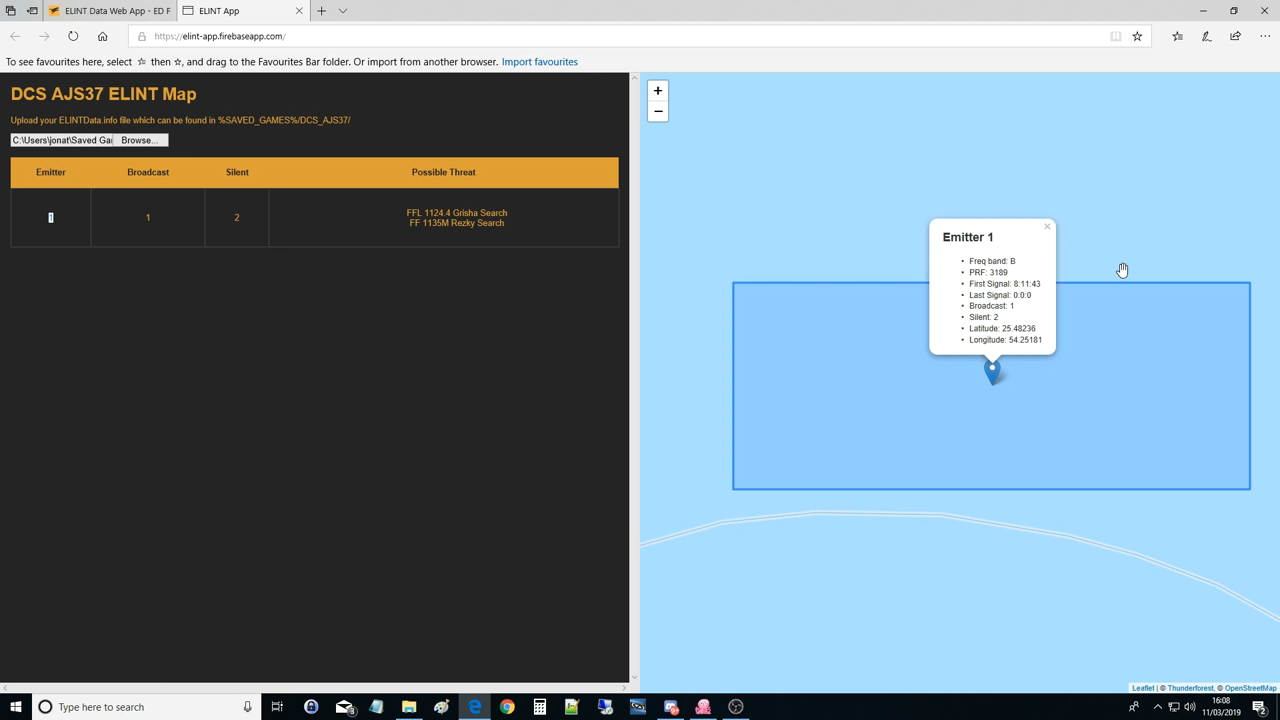 ELINT Data Web App - ED F
ELINT App
https://elint-app.firebaseapp.com/
To see favourites here, select then ☆, and drag to the Favourites Bar folder. Or import from another browser. Import favourites
DCS AJS37 ELINT Map
Upload your ELINTData.info file which can be found in %SAVED_GAMES%/DCS_AJS37/
C:\Users\jonat\Saved Gam Browse...
Emitter Broadcast Silent Possible Threat
1 1 2 FFL 1124.4 Grisha Search
FF 1135M Rezky Search
+
−
Emitter 1
×
• Freq band: B
• PRF: 3189
• First Signal: 8:11:43
• Last Signal: 0:0:0
• Broadcast: 1
• Silent: 2
• Latitude: 25.48236
• Longitude: 54.25181
Leaflet | © Thunderforest, © OpenStreetMap
Type here to search
16:08
11/03/2019